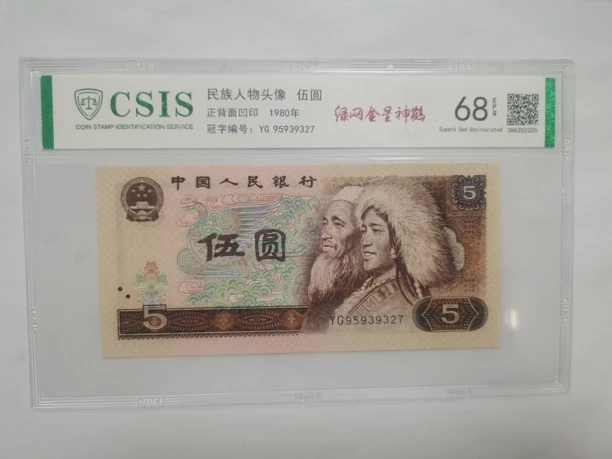 CSIS
COIN STAMP IDENTIFICATION SERVICE
民族人物头像 伍圆
正背面凹印 1980年
冠字编号: YG 95939327
绿网金星神鹤
68 EPQ
Superb Gem Uncirculated
中国人民银行
5
伍圆
5
YG95939327
5